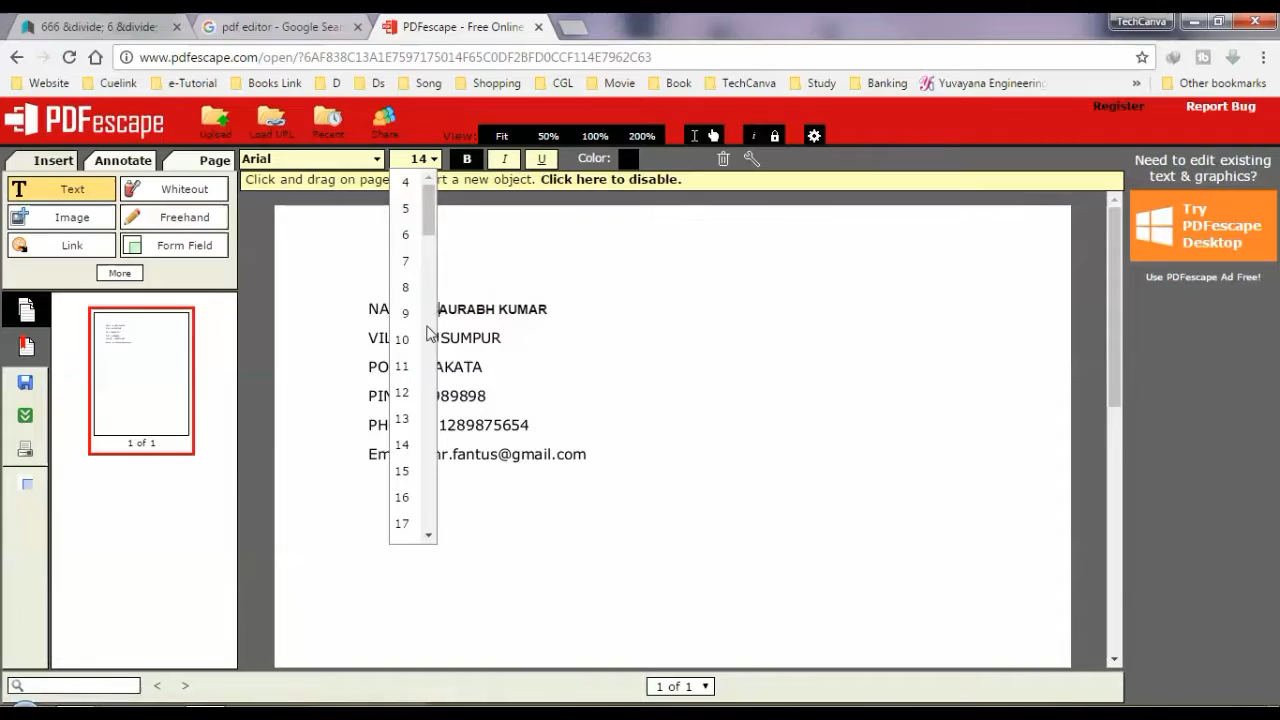 666 &divide; 6 &divide;
pdf editor - Google Sear
PDFescape - Free Online
TechCanva
www.pdfescape.com/open/?6AF838C13A1E7597175014F65C0DF2BFD0CCF114E7962C63
Website Cuelink e-Tutorial Books Link D Ds Song Shopping CGL Movie Book TechCanva Study Banking Yuvayana Engineering » Other bookmarks
PDFescape
Upload Load URL Recent Share
View: Fit 50% 100% 200% i
Register Report Bug
Insert Annotate Page
Arial 14 B I U Color:
Click and drag on page
rt a new object. Click here to disable.
Text Whiteout
Image Freehand
Link Form Field
More
4
5
6
7
8
9
10
11
12
13
14
15
16
17
NA AURABH KUMAR
VIL USUMPUR
PO AKATA
PIN 989898
PH 1289875654
Em nr.fantus@gmail.com
1 of 1
Need to edit existing
text & graphics?
Try
PDFescape
Desktop
Use PDFescape Ad Free!
< > 1 of 1